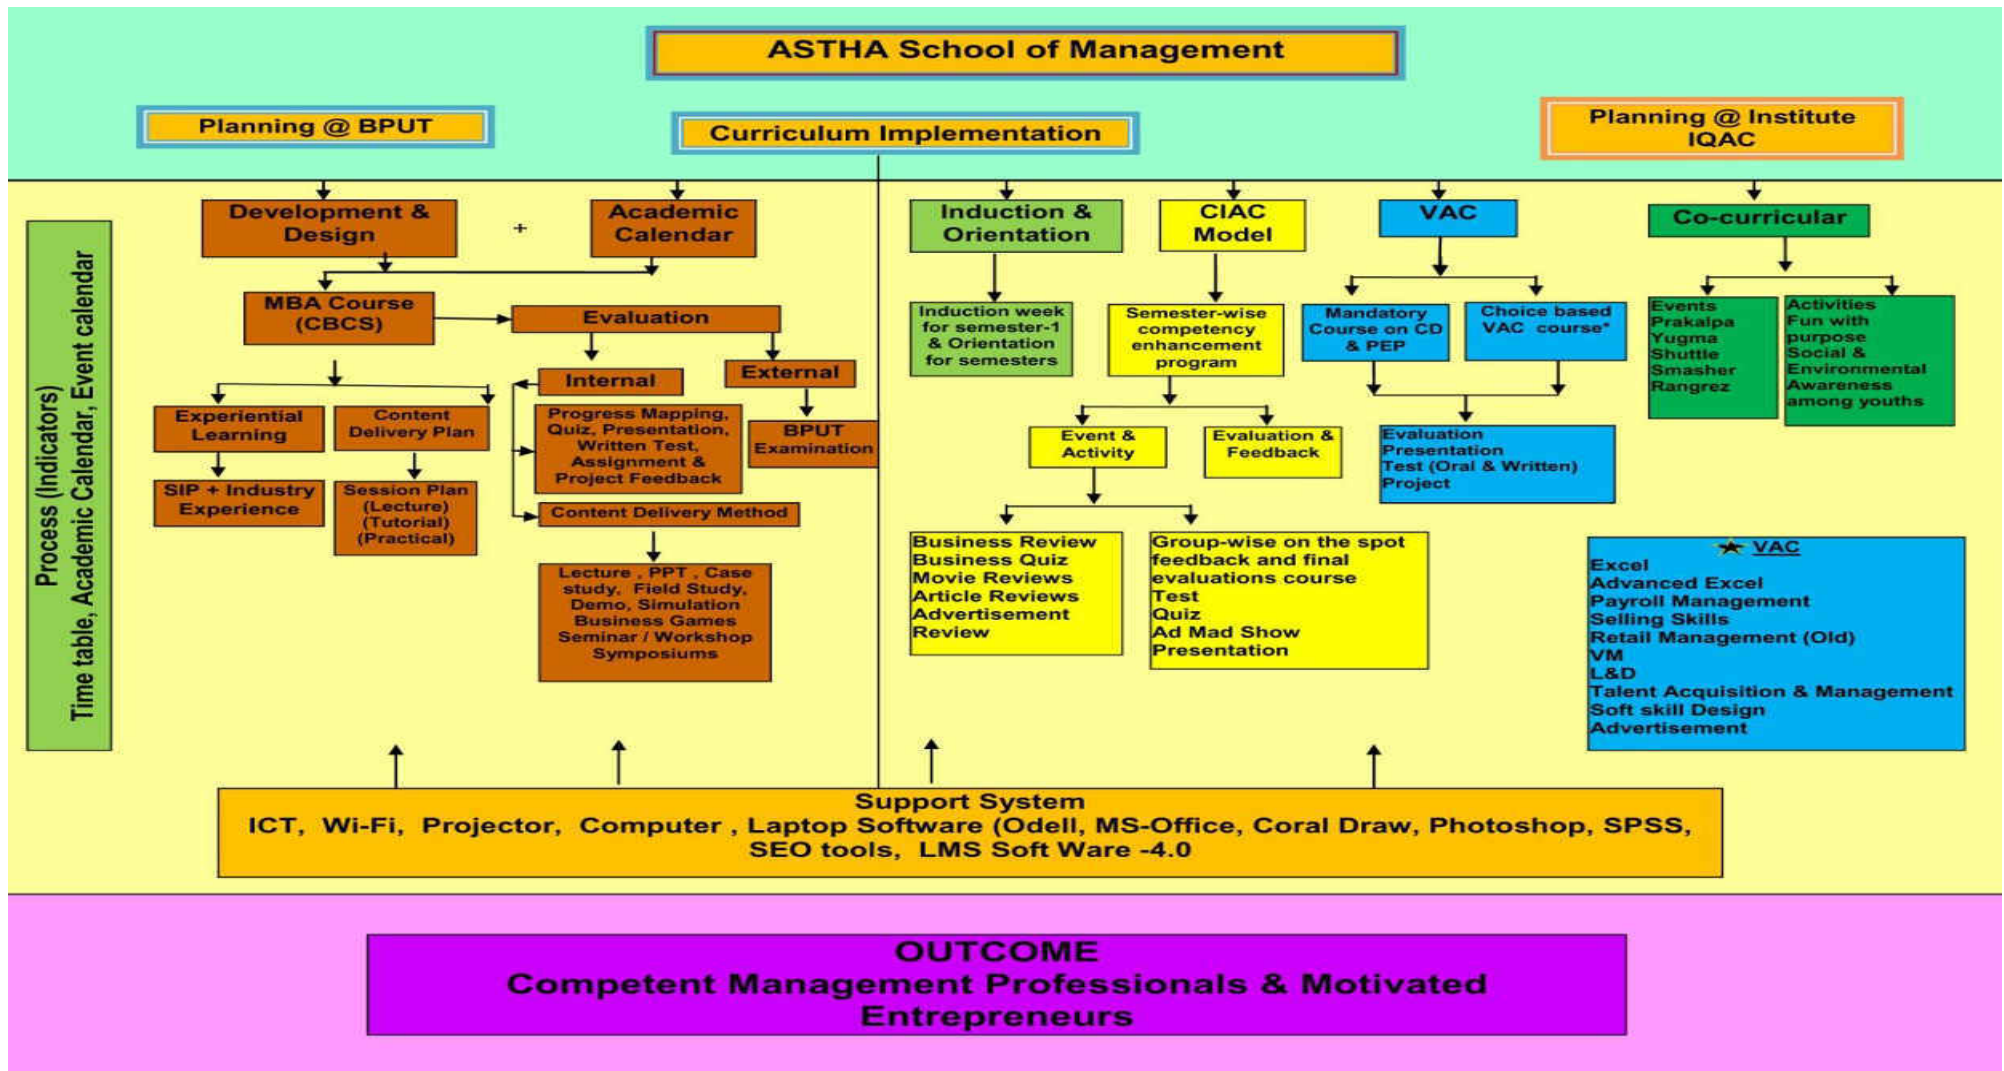 ASTHA School of Management
Planning @ BPUT
Curriculum Implementation
Planning @ Institute
IQAC
Process (Indicators)
Time table, Academic Calendar, Event calendar
Development &
Design
+
Academic
Calendar
MBA Course
(CBCS)
Evaluation
Internal
External
Experiential
Learning
Content
Delivery Plan
Progress Mapping,
Quiz, Presentation,
Written Test,
Assignment &
Project Feedback
BPUT
Examination
SIP + Industry
Experience
Session Plan
(Lecture)
(Tutorial)
(Practical)
Content Delivery Method
Lecture , PPT , Case
study, Field Study,
Demo, Simulation
Business Games
Seminar / Workshop
Symposiums
Induction &
Orientation
Induction week
for semester-1
& Orientation
for semesters
CIAC
Model
Semester-wise
competency
enhancement
program
Event &
Activity
Evaluation &
Feedback
Business Review
Business Quiz
Movie Reviews
Article Reviews
Advertisement
Review
Group-wise on the spot
feedback and final
evaluations course
Test
Quiz
Ad Mad Show
Presentation
VAC
Mandatory
Course on CD
& PEP
Choice based
VAC course*
Evaluation
Presentation
Test (Oral & Written)
Project
Co-curricular
Events
Prakalpa
Yugma
Shuttle
Smasher
Rangrez
Activities
Fun with
purpose
Social &
Environmental
Awareness
among youths
VAC
Excel
Advanced Excel
Payroll Management
Selling Skills
Retail Management (Old)
VM
L&D
Talent Acquisition & Management
Soft skill Design
Advertisement
Support System
ICT, Wi-Fi, Projector, Computer , Laptop Software (Odell, MS-Office, Coral Draw, Photoshop, SPSS,
SEO tools, LMS Soft Ware -4.0
OUTCOME
Competent Management Professionals & Motivated
Entrepreneurs